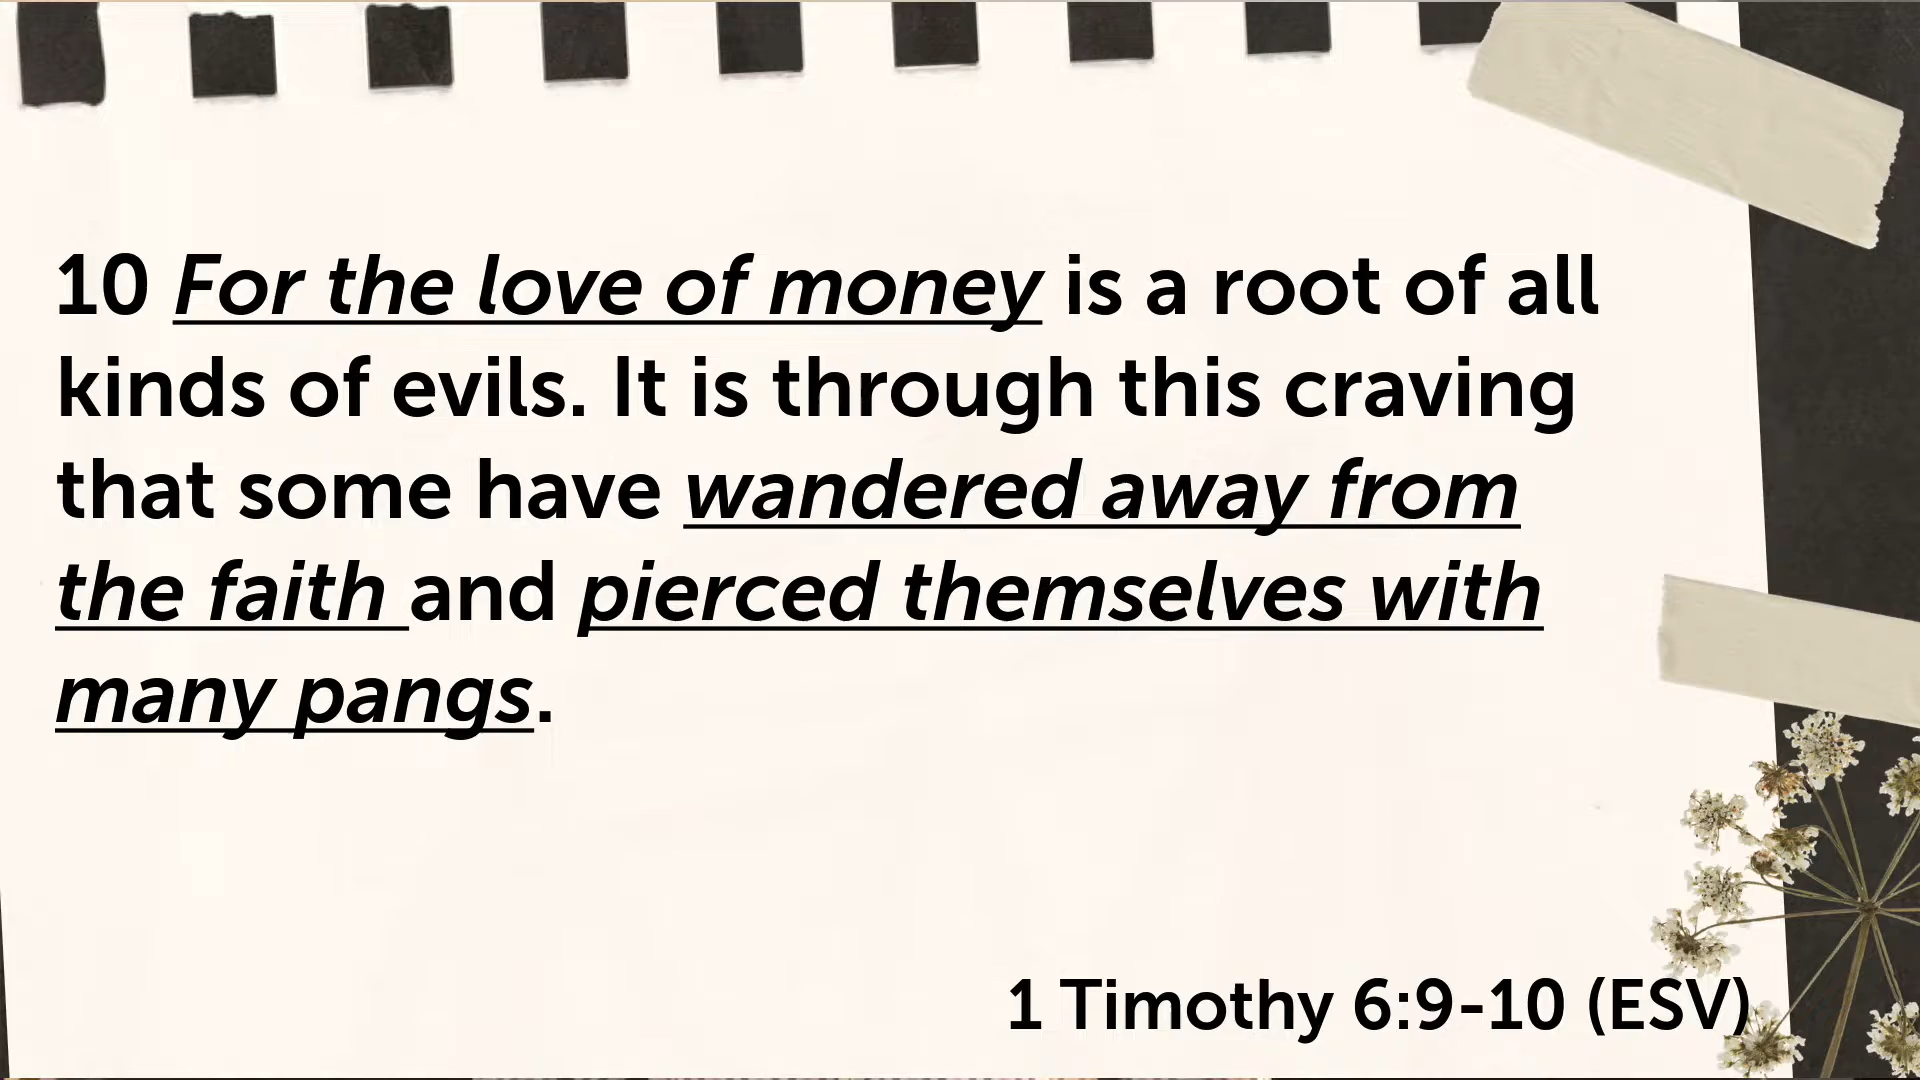 10 For the love of money is a root of all
kinds of evils. It is through this craving
that some have wandered away from
the faith and pierced themselves with
many pangs.
1 Timothy 6:9-10 (ESV)